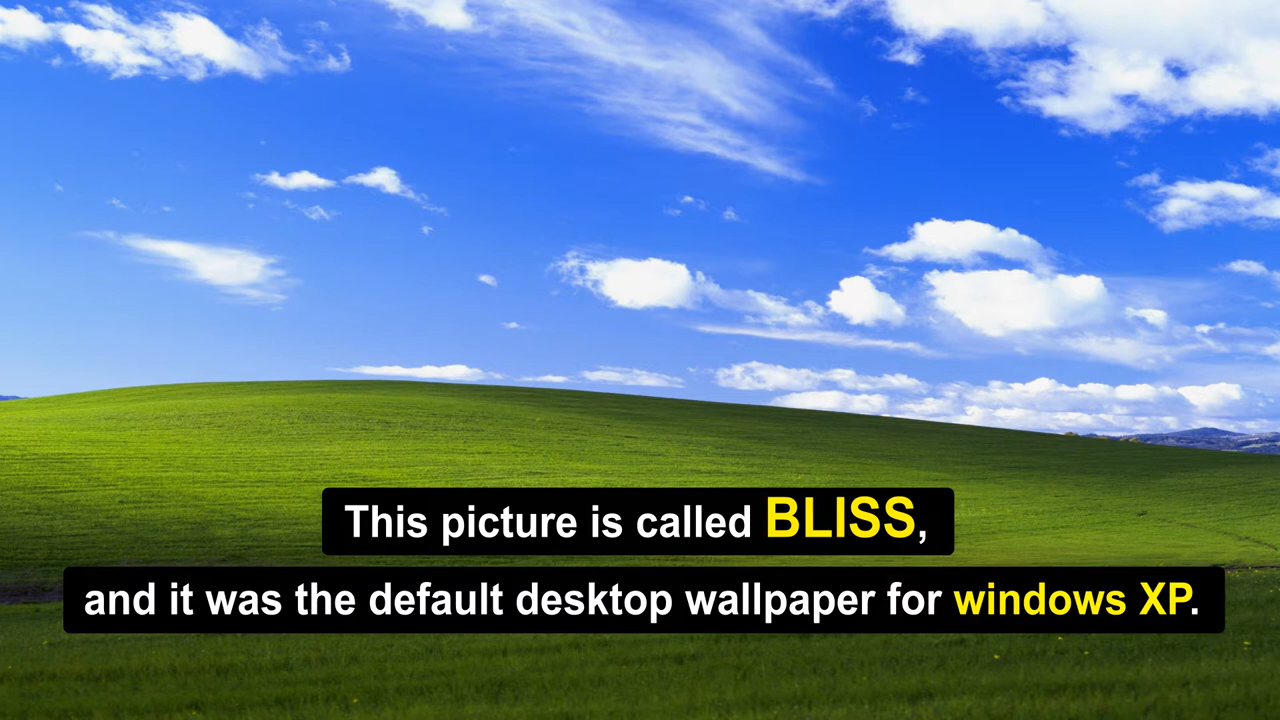 This picture is called BLISS,
and it was the default desktop wallpaper for windows XP.